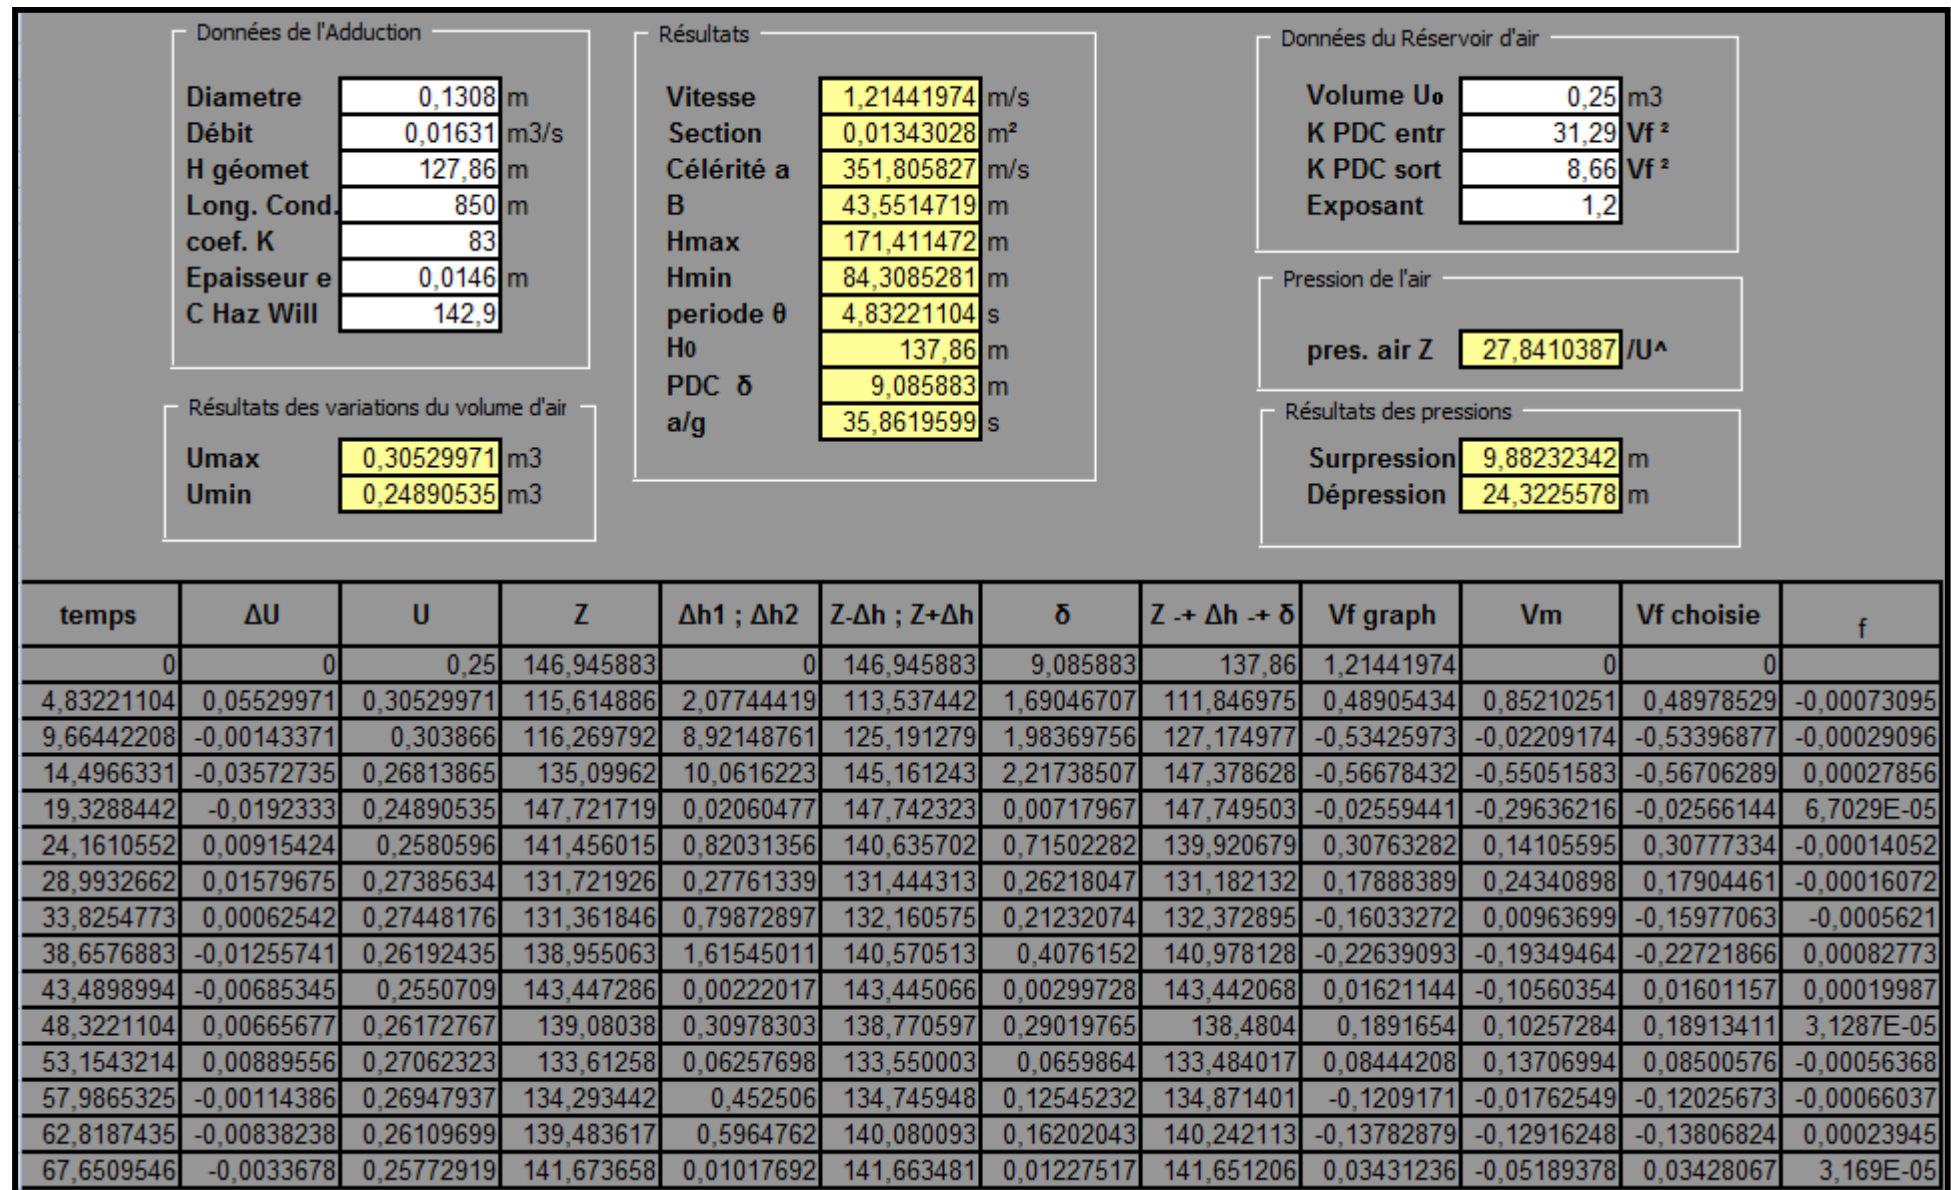 Données de l'Adduction
Diametre 0,1308 m
Débit 0,01631 m3/s
H géomet 127,86 m
Long. Cond. 850 m
coef. K 83
Epaisseur e 0,0146 m
C Haz Will 142,9
Résultats des variations du volume d'air
Umax 0,30529971 m3
Umin 0,24890535 m3
Résultats
Vitesse 1,21441974 m/s
Section 0,01343028 m²
Célérité a 351,805827 m/s
B 43,5514719 m
Hmax 171,411472 m
Hmin 84,3085281 m
periode θ 4,83221104 s
H₀ 137,86 m
PDC δ 9,085883 m
a/g 35,8619599 s
Données du Réservoir d'air
Volume U₀ 0,25 m3
K PDC entr 31,29 Vf ²
K PDC sort 8,66 Vf ²
Exposant 1,2
Pression de l'air
pres. air Z 27,8410387 /U^
Résultats des pressions
Surpression 9,88232342 m
Dépression 24,3225578 m
temps ΔU U Z Δh1 ; Δh2 Z-Δh ; Z+Δh δ Z -+ Δh -+ δ Vf graph Vm Vf choisie f
0 0 0,25 146,945883 0 146,945883 9,085883 137,86 1,21441974 0 0
4,83221104 0,05529971 0,30529971 115,614886 2,07744419 113,537442 1,69046707 111,846975 0,48905434 0,85210251 0,48978529 -0,00073095
9,66442208 -0,00143371 0,303866 116,269792 8,92148761 125,191279 1,98369756 127,174977 -0,53425973 -0,02209174 -0,53396877 -0,00029096
14,4966331 -0,03572735 0,26813865 135,09962 10,0616223 145,161243 2,21738507 147,378628 -0,56678432 -0,55051583 -0,56706289 0,00027856
19,3288442 -0,0192333 0,24890535 147,721719 0,02060477 147,742323 0,00717967 147,749503 -0,02559441 -0,29636216 -0,02566144 6,7029E-05
24,1610552 0,00915424 0,2580596 141,456015 0,82031356 140,635702 0,71502282 139,920679 0,30763282 0,14105595 0,30777334 -0,00014052
28,9932662 0,01579675 0,27385634 131,721926 0,27761339 131,444313 0,26218047 131,182132 0,17888389 0,24340898 0,17904461 -0,00016072
33,8254773 0,00062542 0,27448176 131,361846 0,79872897 132,160575 0,21232074 132,372895 -0,16033272 0,00963699 -0,15977063 -0,0005621
38,6576883 -0,01255741 0,26192435 138,955063 1,61545011 140,570513 0,4076152 140,978128 -0,22639093 -0,19349464 -0,22721866 0,00082773
43,4898994 -0,00685345 0,2550709 143,447286 0,00222017 143,445066 0,00299728 143,442068 0,01621144 -0,10560354 0,01601157 0,00019987
48,3221104 0,00665677 0,26172767 139,08038 0,30978303 138,770597 0,29019765 138,4804 0,1891654 0,10257284 0,18913411 3,1287E-05
53,1543214 0,00889556 0,27062323 133,61258 0,06257698 133,550003 0,0659864 133,484017 0,08444208 0,13706994 0,08500576 -0,00056368
57,9865325 -0,00114386 0,26947937 134,293442 0,452506 134,745948 0,12545232 134,871401 -0,1209171 -0,01762549 -0,12025673 -0,00066037
62,8187435 -0,00838238 0,26109699 139,483617 0,5964762 140,080093 0,16202043 140,242113 -0,13782879 -0,12916248 -0,13806824 0,00023945
67,6509546 -0,0033678 0,25772919 141,673658 0,01017692 141,663481 0,01227517 141,651206 0,03431236 -0,05189378 0,03428067 3,169E-05